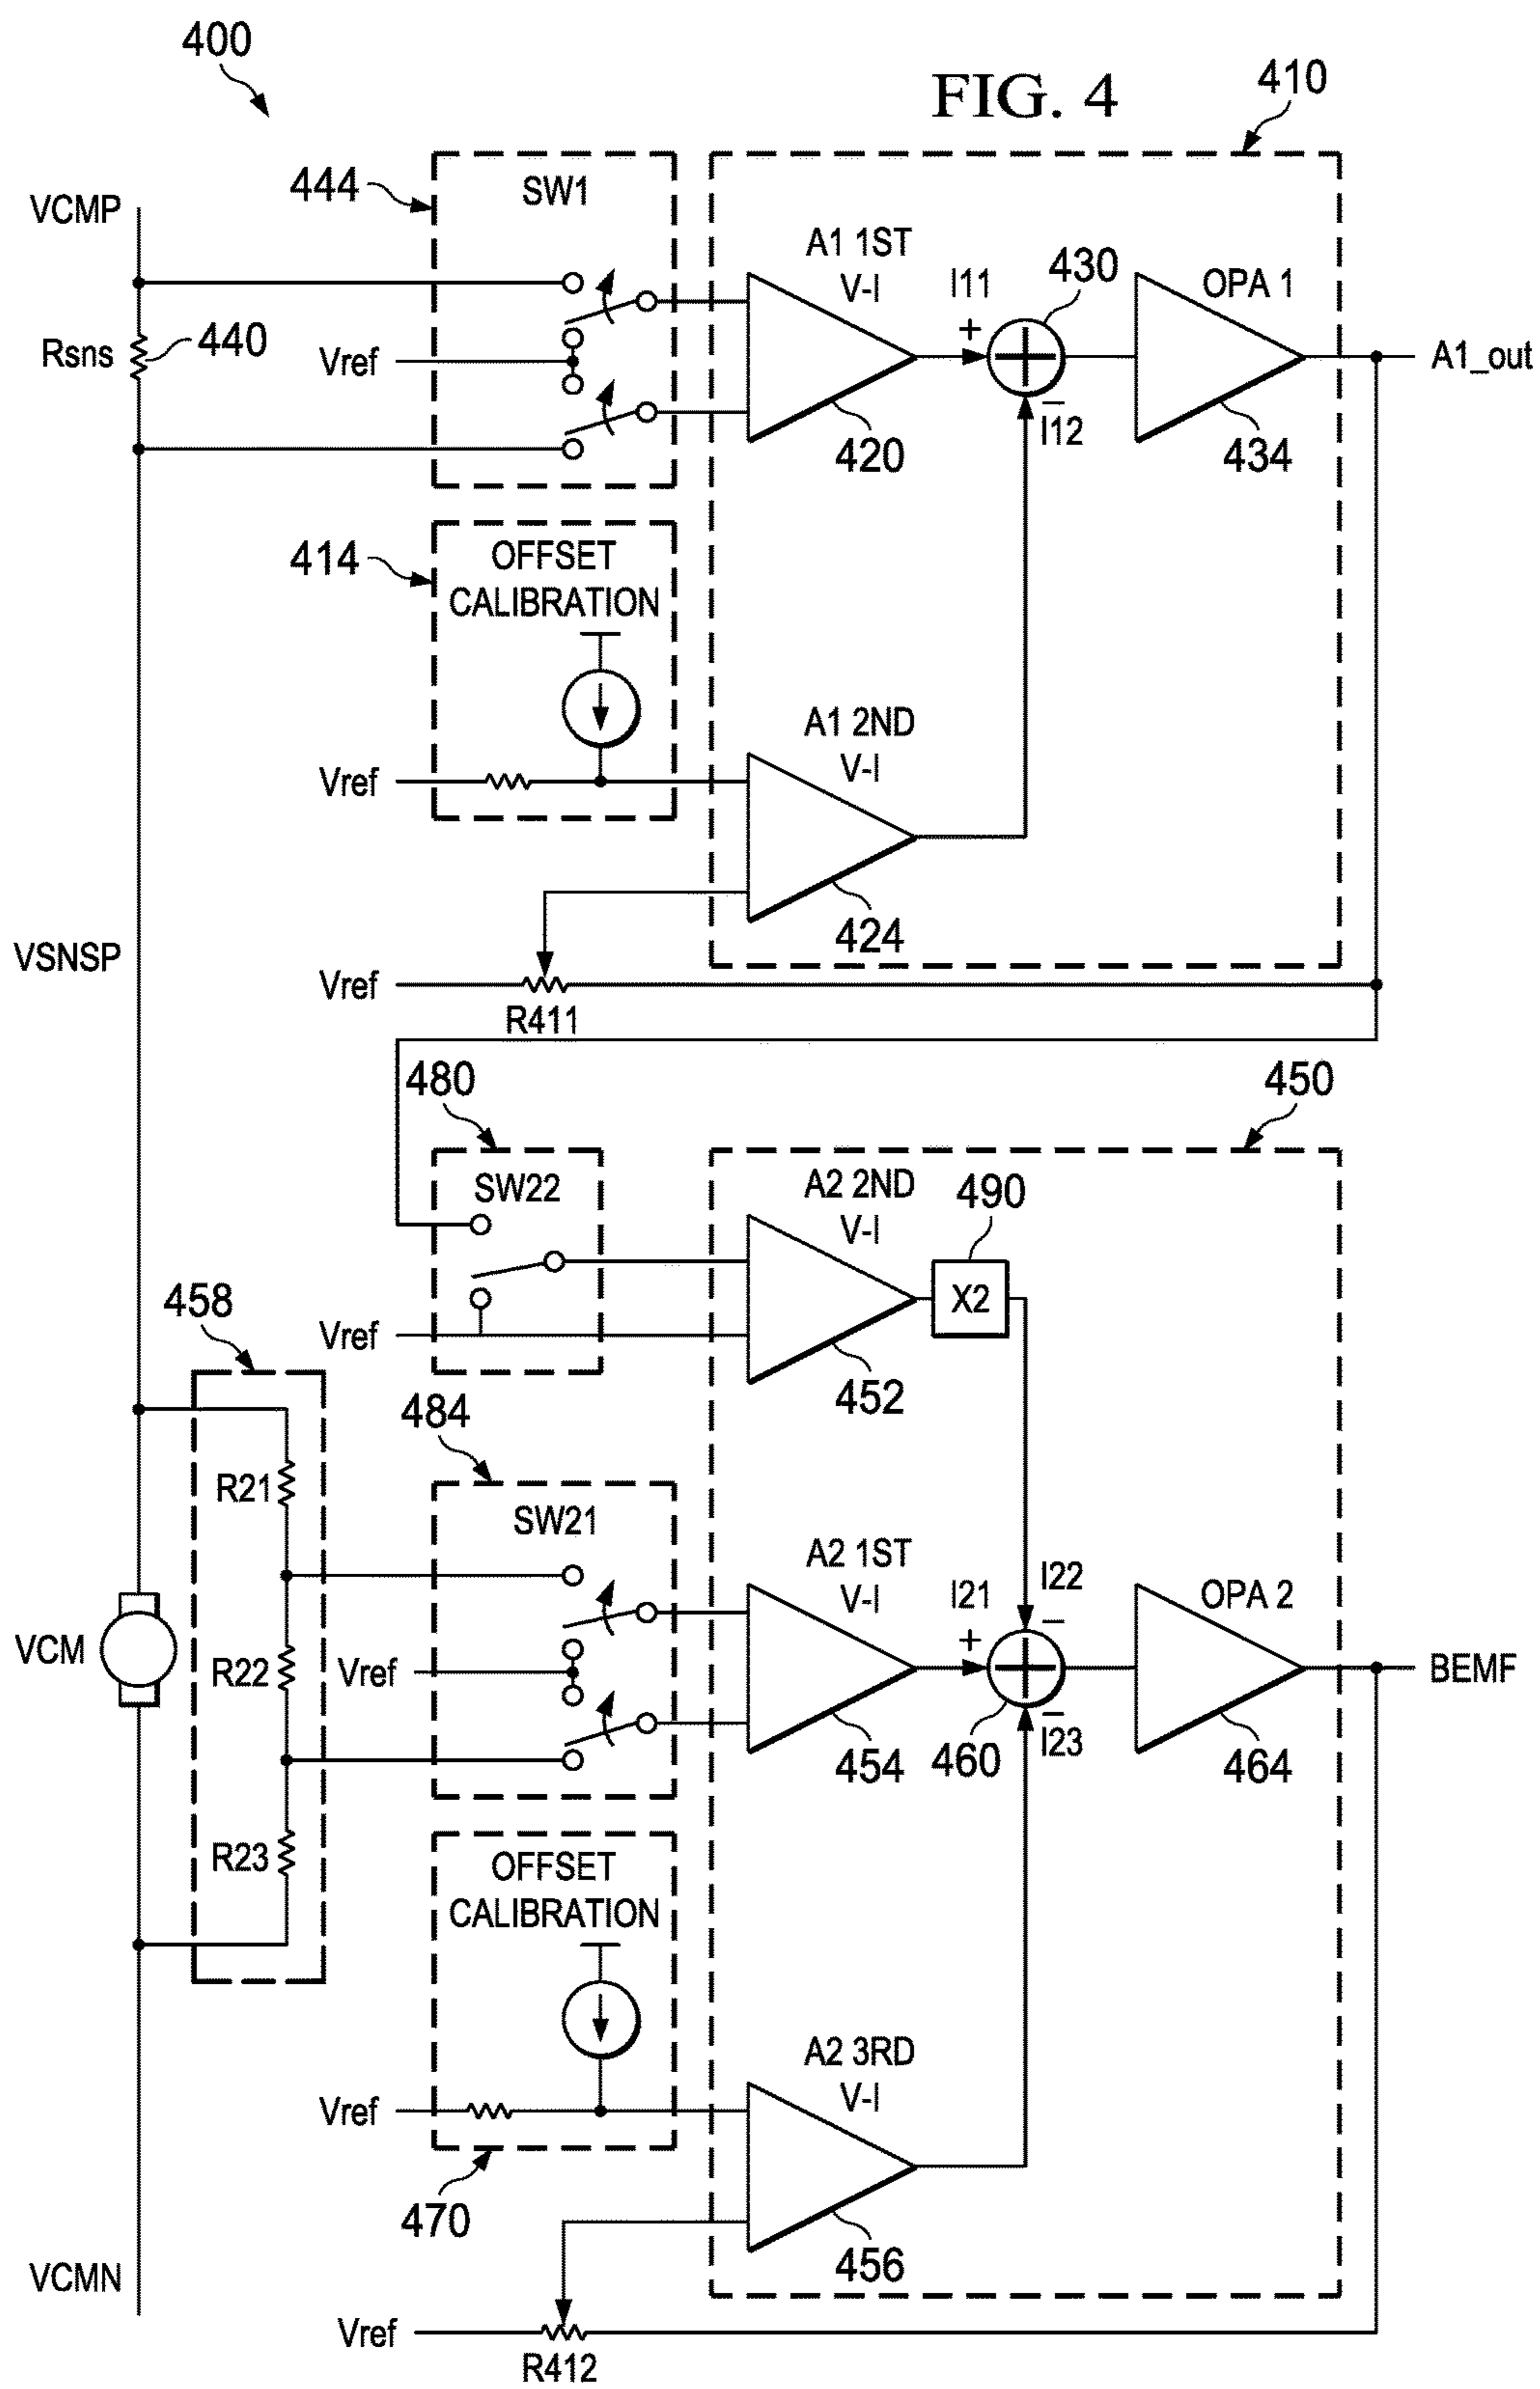 400
FIG. 4
410
444
SW1
VCMP
A1 1ST
V-I
I11
430
OPA 1
+
Rsns
440
Vref
A1_out
–
I12
420
434
414
OFFSET
CALIBRATION
A1 2ND
V-I
Vref
424
VSNSP
Vref
R411
480
450
SW22
A2 2ND
V-I
490
X2
458
Vref
452
484
R21
SW21
A2 1ST
V-I
I21
I22
OPA 2
–
+
VCM
R22
Vref
BEMF
–
I23
454
460
464
R23
OFFSET
CALIBRATION
A2 3RD
V-I
Vref
470
456
VCMN
Vref
R412